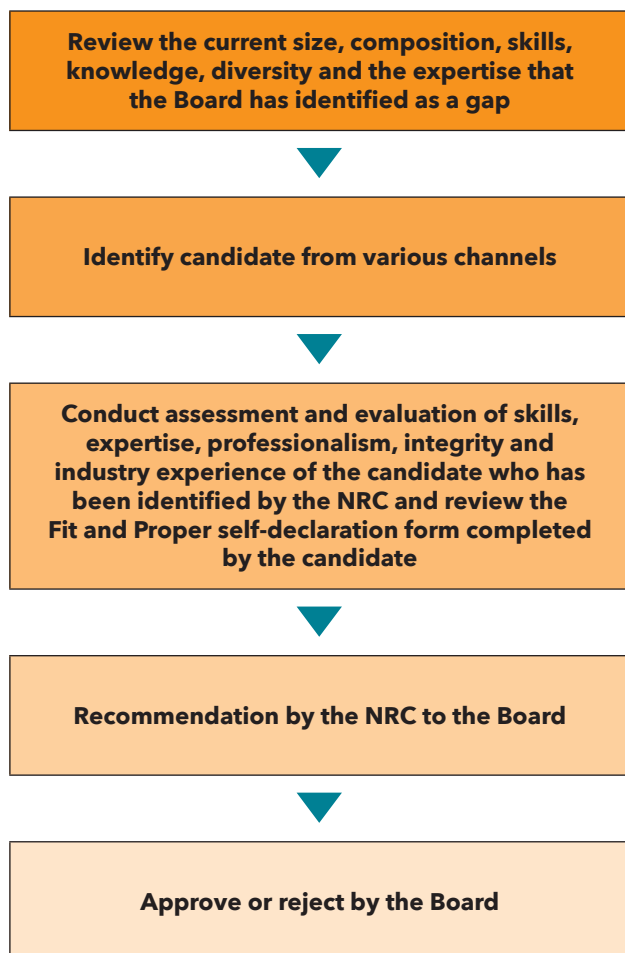 Review the current size, composition, skills,
knowledge, diversity and the expertise that
the Board has identified as a gap
Identify candidate from various channels
Conduct assessment and evaluation of skills,
expertise, professionalism, integrity and
industry experience of the candidate who has
been identified by the NRC and review the
Fit and Proper self-declaration form completed
by the candidate
Recommendation by the NRC to the Board
Approve or reject by the Board